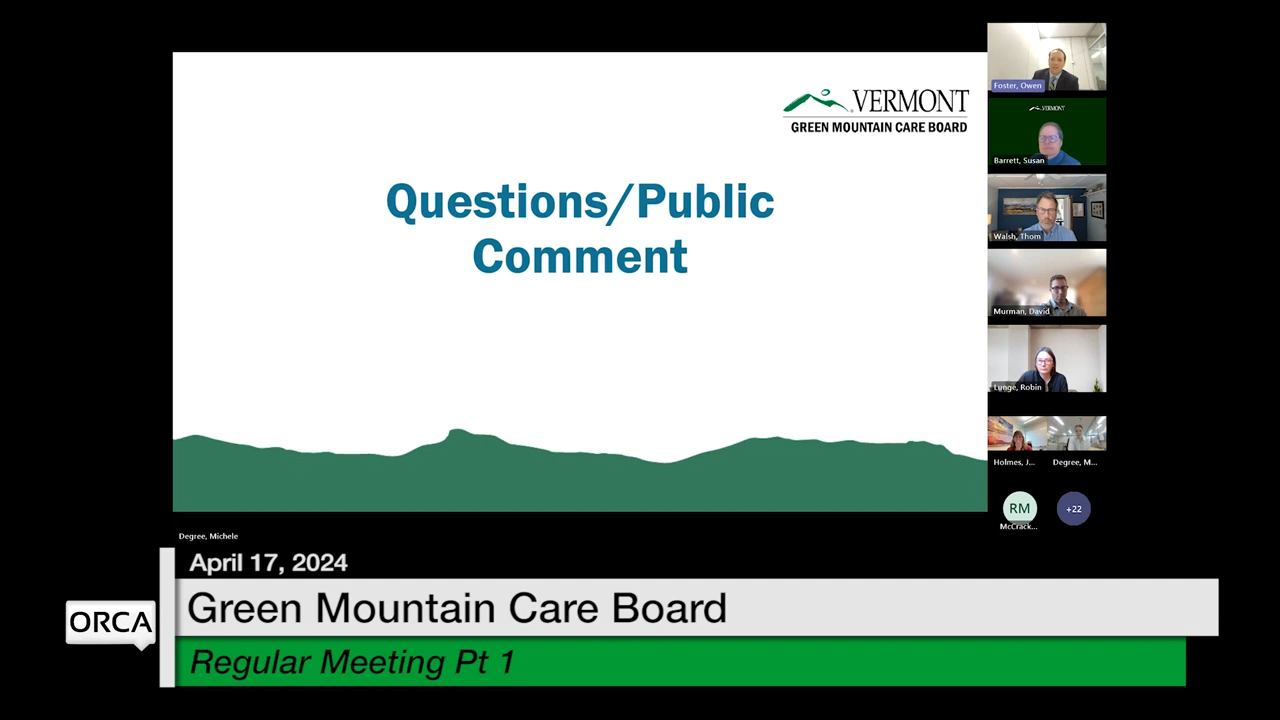 VERMONT
GREEN MOUNTAIN CARE BOARD
Questions/Public
Comment
Foster, Owen
VERMONT
Barrett, Susan
Walsh, Thom
Murman, David
Lunge, Robin
Holmes, J...
Degree, M...
RM
+22
McCrack...
Degree, Michele
April 17, 2024
Green Mountain Care Board
ORCA
Regular Meeting Pt 1